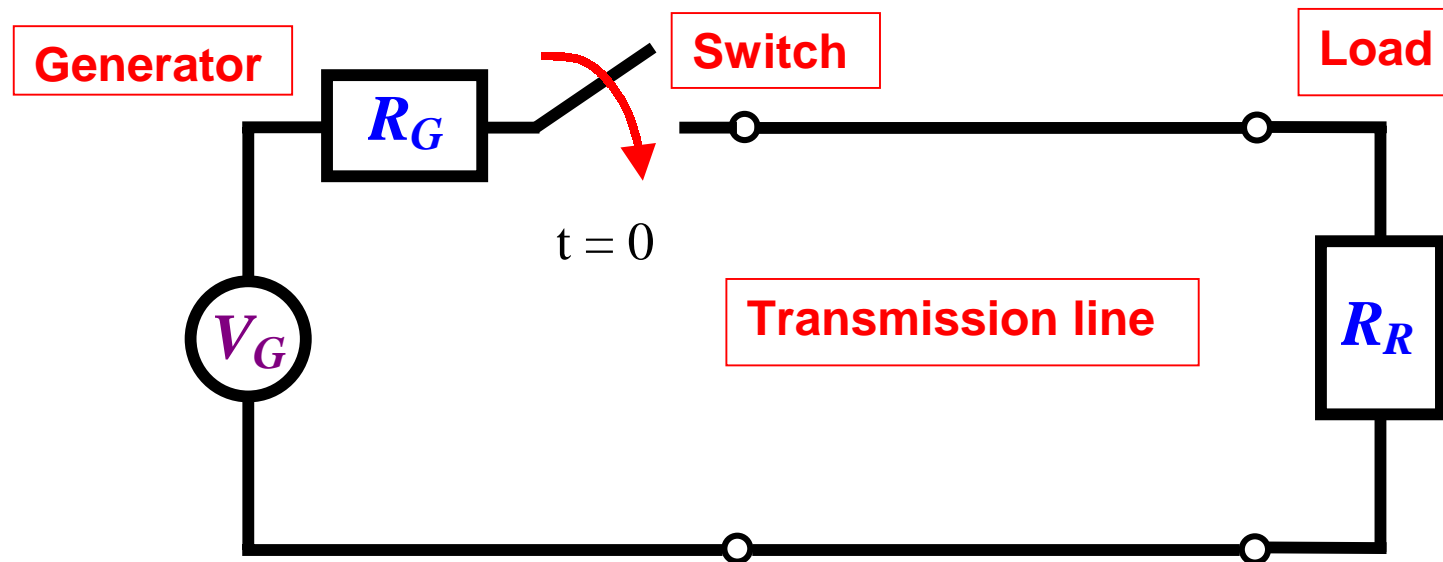 Generator
Switch
Load
R_G
t = 0
Transmission line
V_G
R_R